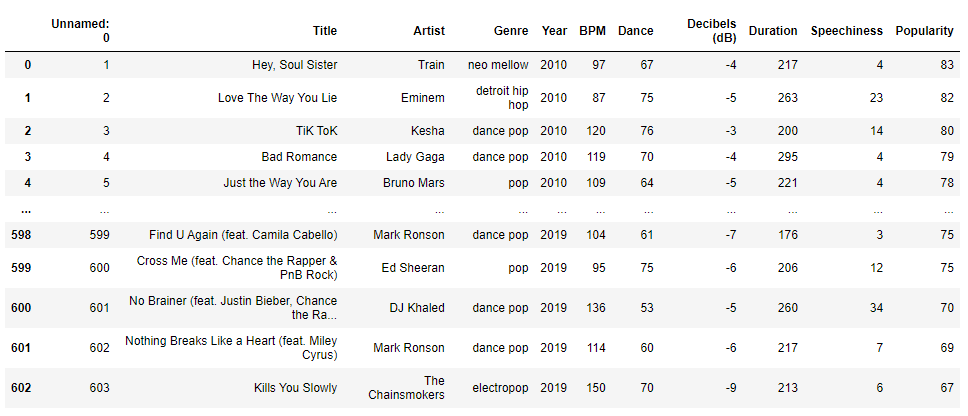 Unnamed: 0 Title Artist Genre Year BPM Dance Decibels (dB) Duration Speechiness Popularity
0 1 Hey, Soul Sister Train neo mellow 2010 97 67 -4 217 4 83
1 2 Love The Way You Lie Eminem detroit hip hop 2010 87 75 -5 263 23 82
2 3 TiK ToK Kesha dance pop 2010 120 76 -3 200 14 80
3 4 Bad Romance Lady Gaga dance pop 2010 119 70 -4 295 4 79
4 5 Just the Way You Are Bruno Mars pop 2010 109 64 -5 221 4 78
... ... ... ... ... ... ... ... ... ... ... ...
598 599 Find U Again (feat. Camila Cabello) Mark Ronson dance pop 2019 104 61 -7 176 3 75
599 600 Cross Me (feat. Chance the Rapper & PnB Rock) Ed Sheeran pop 2019 95 75 -6 206 12 75
600 601 No Brainer (feat. Justin Bieber, Chance the Ra... DJ Khaled dance pop 2019 136 53 -5 260 34 70
601 602 Nothing Breaks Like a Heart (feat. Miley Cyrus) Mark Ronson dance pop 2019 114 60 -6 217 7 69
602 603 Kills You Slowly The Chainsmokers electropop 2019 150 70 -9 213 6 67